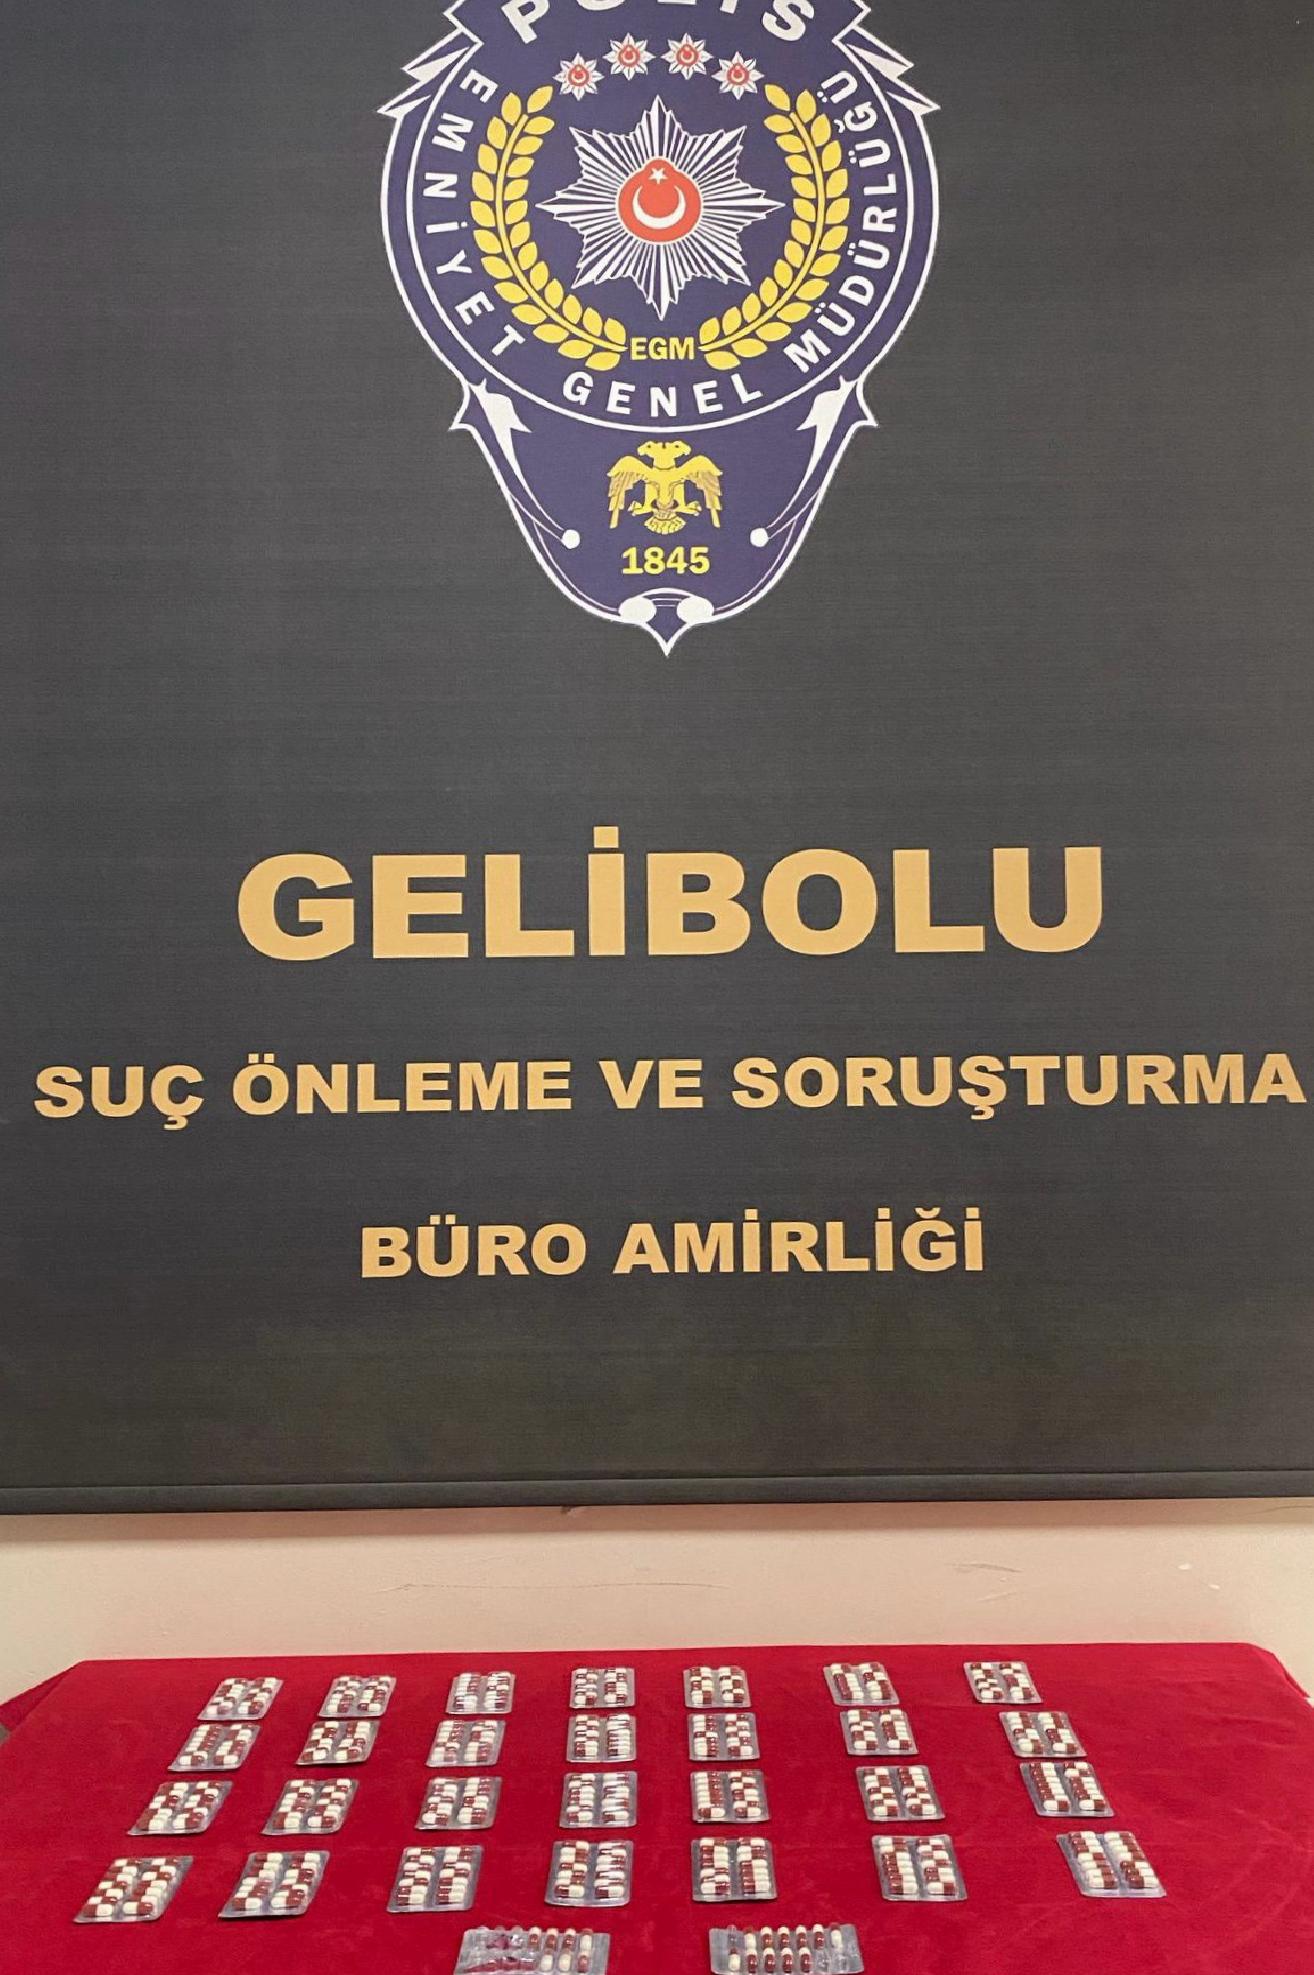 POLİS
EMNİYET GENEL MÜDÜRLÜĞÜ
EGM
1845
GELİBOLU
SUÇ ÖNLEME VE SORUŞTURMA
BÜRO AMİRLİĞİ